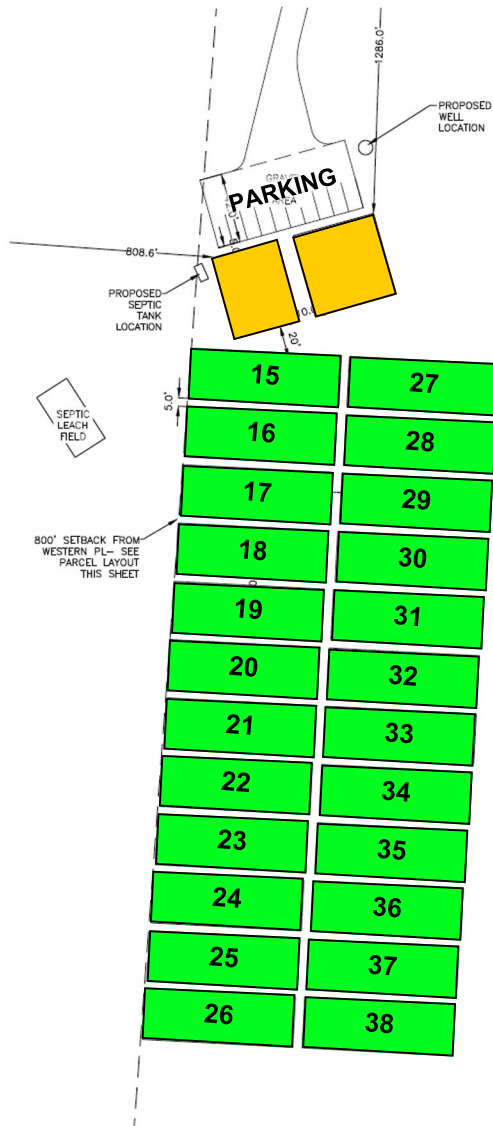 1286.0'
PROPOSED
WELL
LOCATION
PARKING
808.6'
PROPOSED
SEPTIC
TANK
LOCATION
20'
15
27
5.0'
16
28
SEPTIC
LEACH
FIELD
17
29
800' SETBACK FROM
WESTERN PL– SEE
PARCEL LAYOUT
THIS SHEET
18
30
19
31
20
32
21
33
22
34
23
35
24
36
25
37
26
38